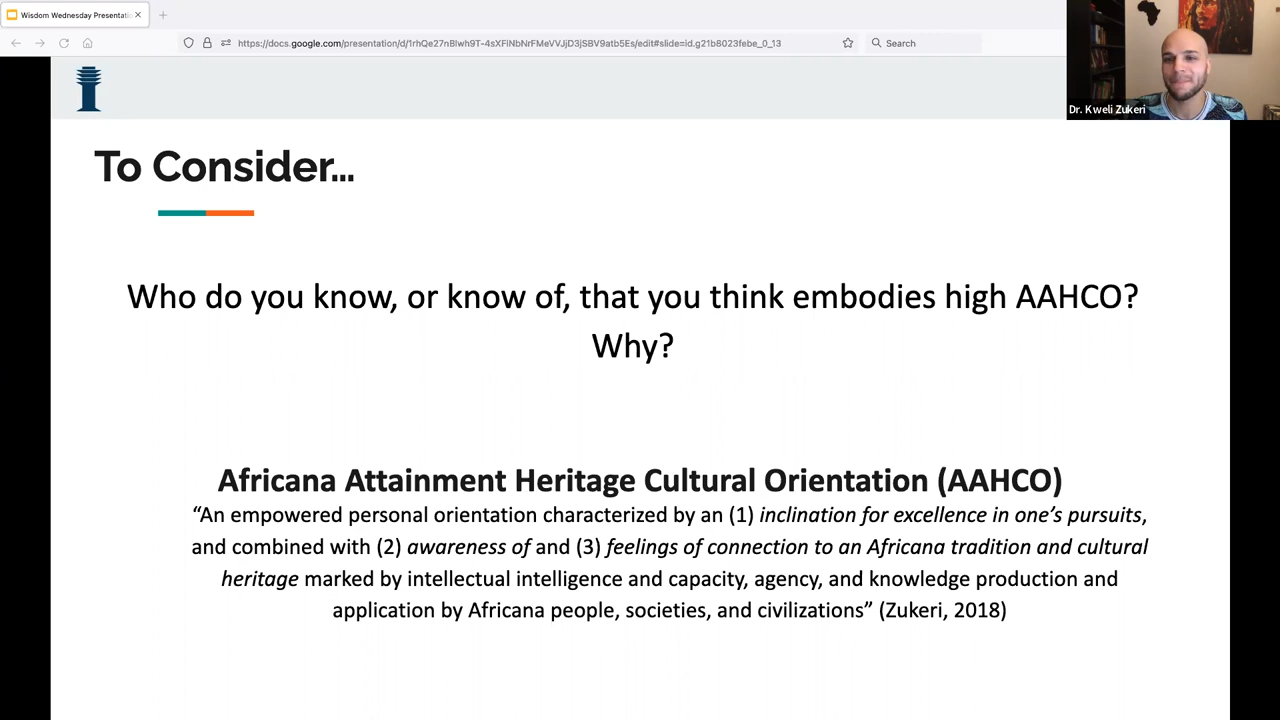 Wisdom Wednesday Presentati
https://docs.google.com/presentation/d/1rhQe27nBlwh9T-4sXFiNbNrFMeVVJjD3jSBV9atb5Es/edit#slide=id.g21b8023febe_0_13
Search
Dr. Kweli Zukeri
To Consider...
Who do you know, or know of, that you think embodies high AAHCO?
Why?
Africana Attainment Heritage Cultural Orientation (AAHCO)
“An empowered personal orientation characterized by an (1) inclination for excellence in one’s pursuits,
and combined with (2) awareness of and (3) feelings of connection to an Africana tradition and cultural
heritage marked by intellectual intelligence and capacity, agency, and knowledge production and
application by Africana people, societies, and civilizations” (Zukeri, 2018)